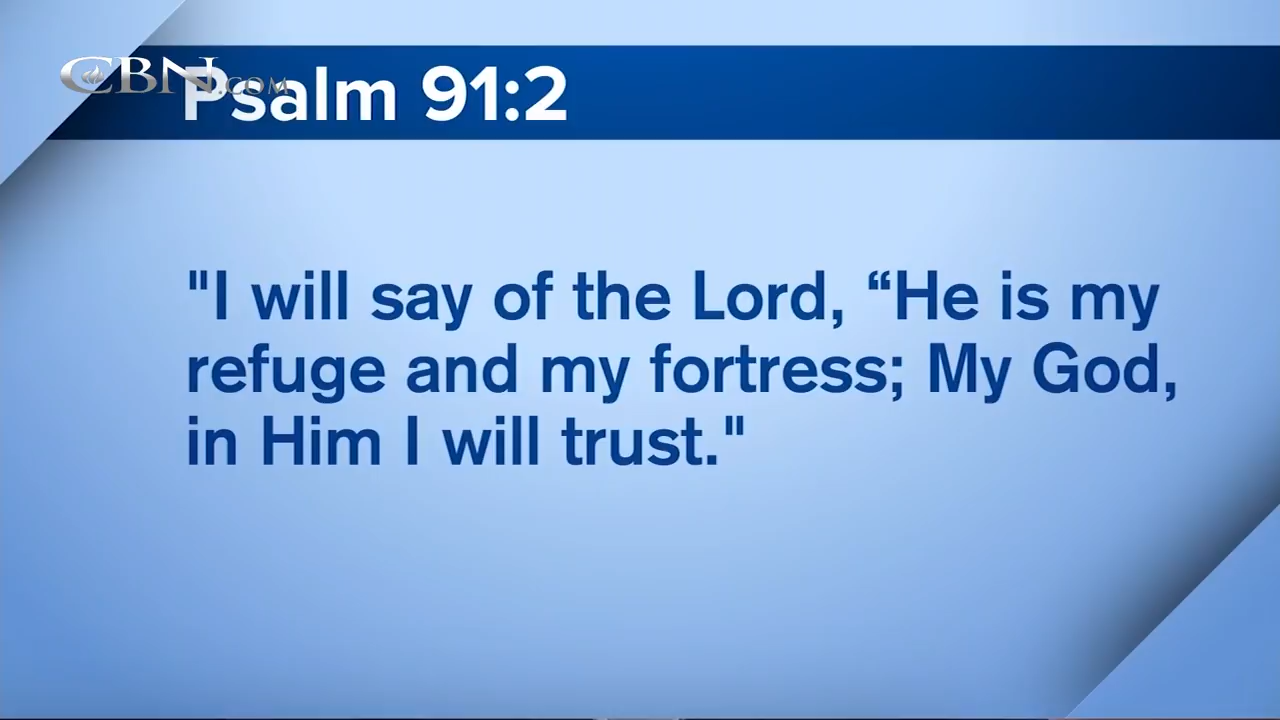 CBN.COM
Psalm 91:2
"I will say of the Lord, “He is my
refuge and my fortress; My God,
in Him I will trust."